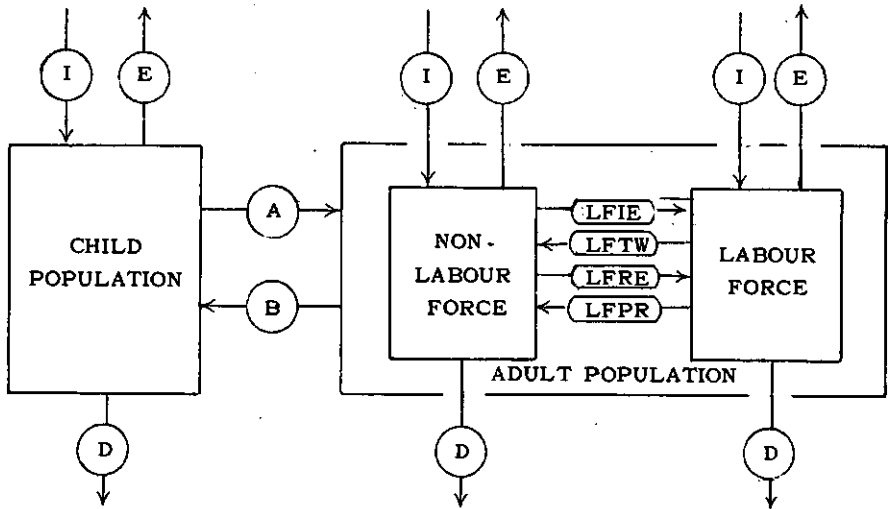 I
E
I
E
I
E
A
LFIE
NON-
LFTW
CHILD
LABOUR
LABOUR
POPULATION
LFRE
FORCE
B
FORCE
LFPR
ADULT POPULATION
D
D
D